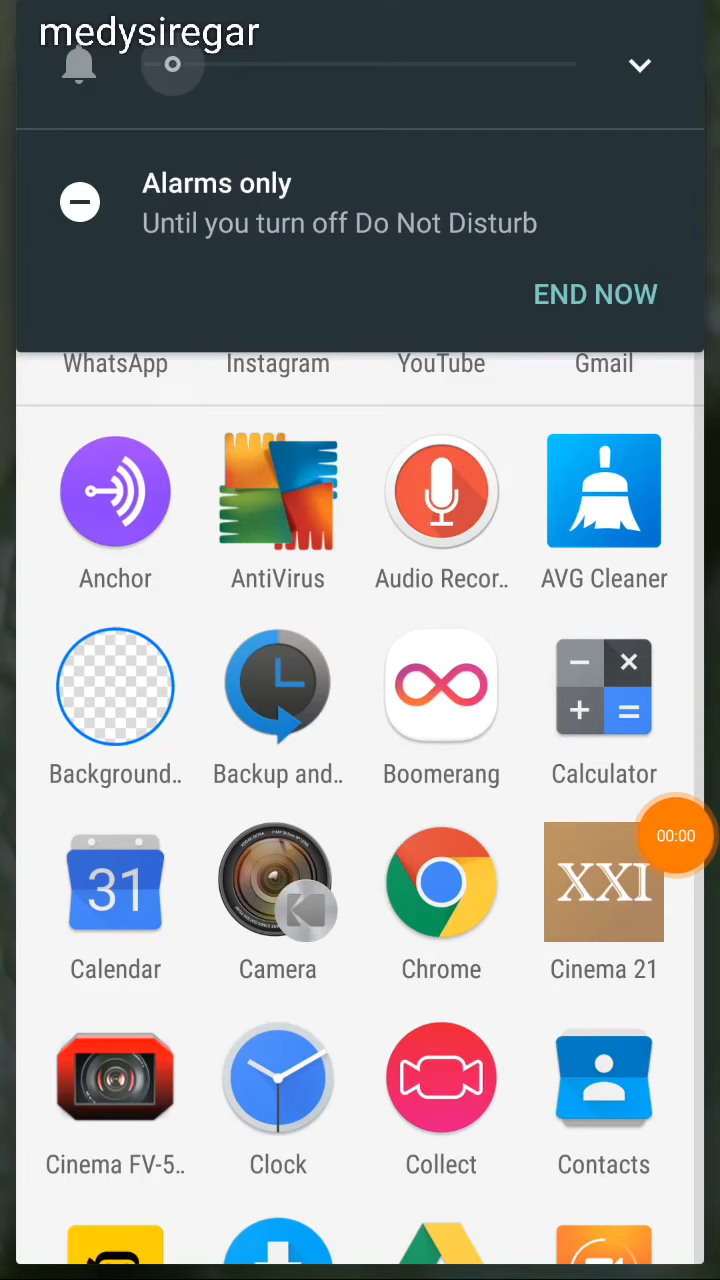 medysiregar
Alarms only
Until you turn off Do Not Disturb
END NOW
WhatsApp Instagram YouTube Gmail
Anchor AntiVirus Audio Recor.. AVG Cleaner
Background.. Backup and.. Boomerang Calculator
00:00
31
XXI
Calendar Camera Chrome Cinema 21
Cinema FV-5.. Clock Collect Contacts